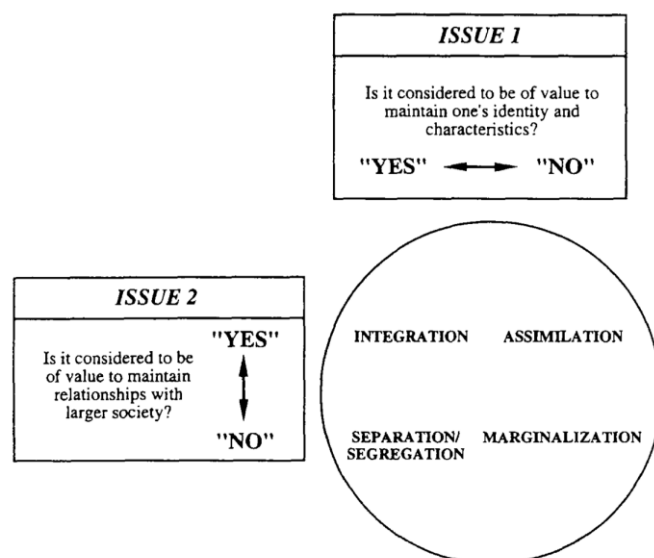 ISSUE 1
Is it considered to be of value to
maintain one's identity and
characteristics?
"YES" "NO"
ISSUE 2
"YES"
Is it considered to be
of value to maintain
relationships with
larger society?
"NO"
INTEGRATION ASSIMILATION
SEPARATION/ MARGINALIZATION
SEGREGATION